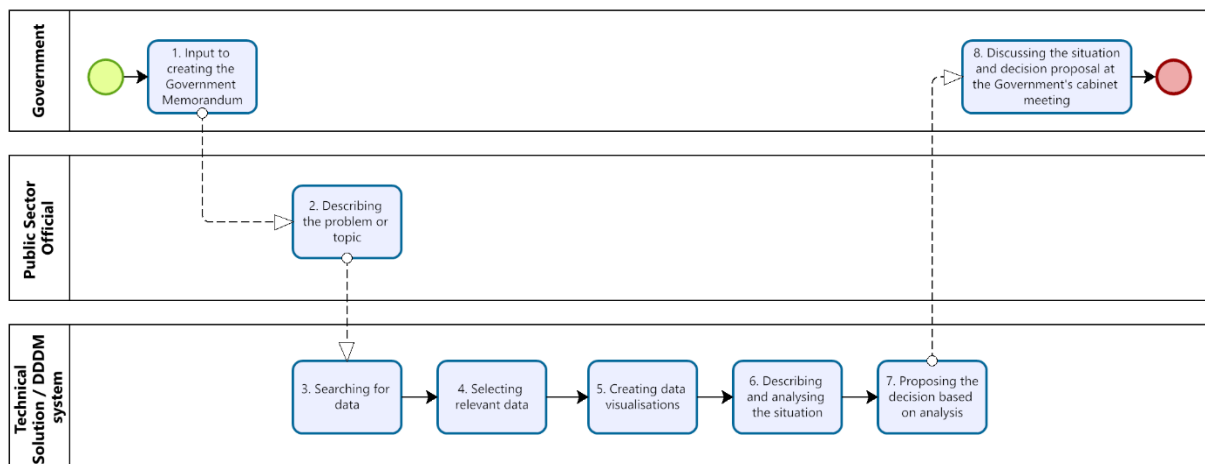 Government
1. Input to
creating the
Government
Memorandum
8. Discussing the situation
and decision proposal at
the Government's cabinet
meeting
Public Sector
Official
2. Describing
the problem or
topic
Technical
Solution / DDDM
system
3. Searching for
data
4. Selecting
relevant data
5. Creating data
visualisations
6. Describing
and analysing
the situation
7. Proposing the
decision based
on analysis